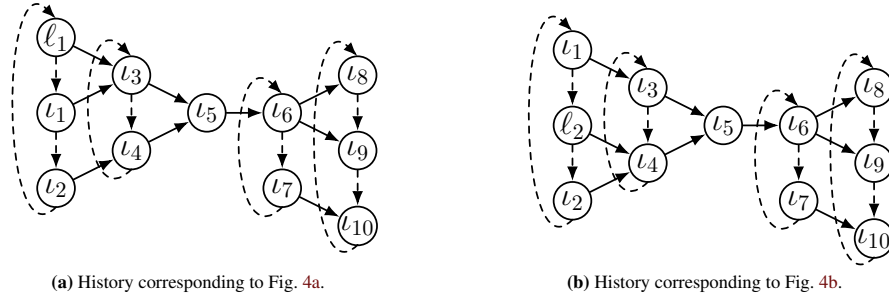 ℓ1 ι3 ι8
ι1 ι5 ι6
ι4 ι9
ι2 ι7
ι10
ι1 ι3 ι8
ℓ2 ι5 ι6
ι4 ι9
ι2 ι7
ι10
(a) History corresponding to Fig. 4a.
(b) History corresponding to Fig. 4b.